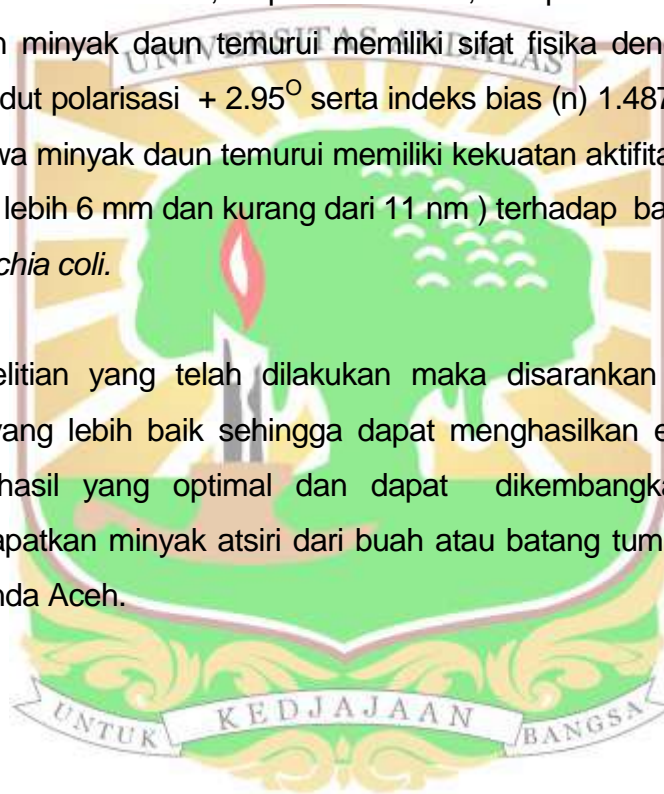 n minyak daun temurui memiliki sifat fisika den
UNIVERSITAS ANDALAS
dut polarisasi + 2.95O serta indeks bias (n) 1.487
wa minyak daun temurui memiliki kekuatan aktifita
lebih 6 mm dan kurang dari 11 nm ) terhadap ba
chia coli.
elitian yang telah dilakukan maka disarankan
yang lebih baik sehingga dapat menghasilkan e
hasil yang optimal dan dapat dikembangka
apatkan minyak atsiri dari buah atau batang tum
nda Aceh.
UNTUK KEDJAJAAN BANGSA